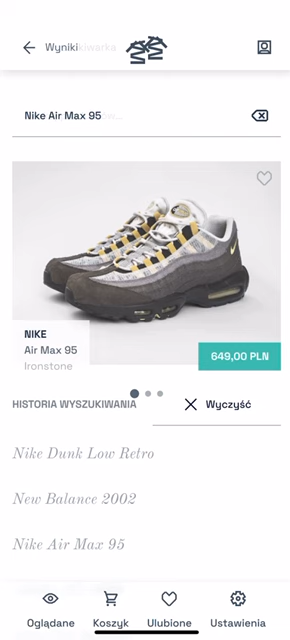 Wyniki
Nike Air Max 95
NIKE
Air Max 95
Ironstone
649,00 PLN
HISTORIA WYSZUKIWANIA
Wyczyść
Nike Dunk Low Retro
New Balance 2002
Nike Air Max 95
Oglądane
Koszyk
Ulubione
Ustawienia